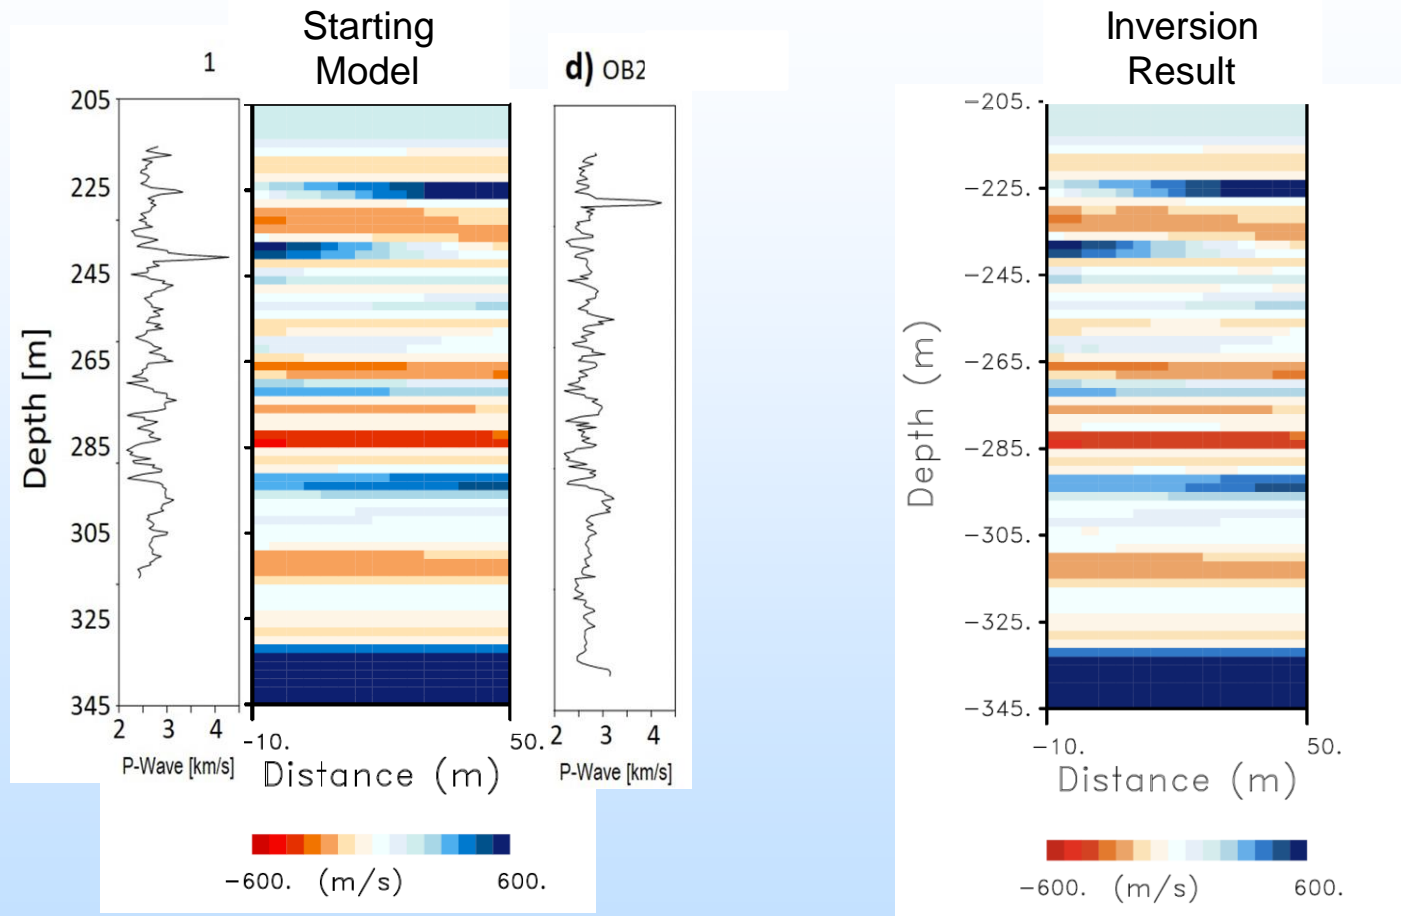 Starting
Model
Inversion
Result
1
d) OB2
205
225
245
265
285
305
325
345
Depth [m]
2 3 4
P-Wave [km/s]
-10. 50.
Distance (m)
-600. (m/s) 600.
2 3 4
P-Wave [km/s]
-205.
-225.
-245.
-265.
-285.
-305.
-325.
-345.
Depth (m)
-10. 50.
Distance (m)
-600. (m/s) 600.